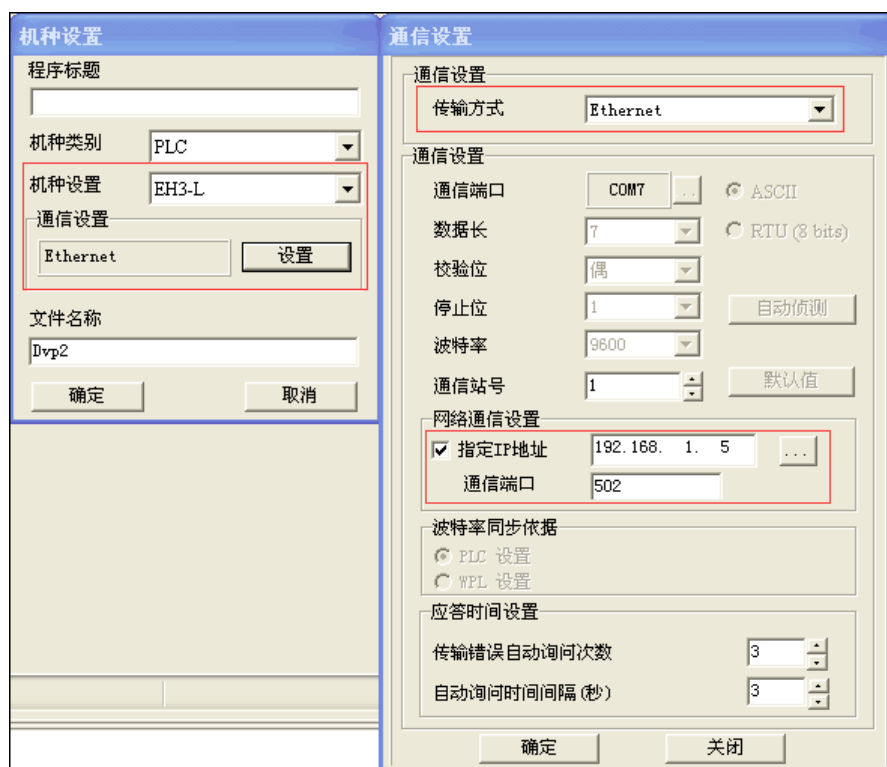 机种设置
程序标题
机种类别
PLC
机种设置
EH3-L
通信设置
Ethernet
设置
文件名称
Dvp2
确定
取消
通信设置
通信设置
传输方式
Ethernet
通信设置
通信端口
COM7
..
ASCII
数据长
7
RTU (8 bits)
校验位
偶
停止位
1
自动侦测
波特率
9600
通信站号
1
默认值
网络通信设置
指定IP地址
192.168. 1. 5
...
通信端口
502
波特率同步依据
PLC 设置
WPL 设置
应答时间设置
传输错误自动询问次数
3
自动询问时间间隔(秒)
3
确定
关闭